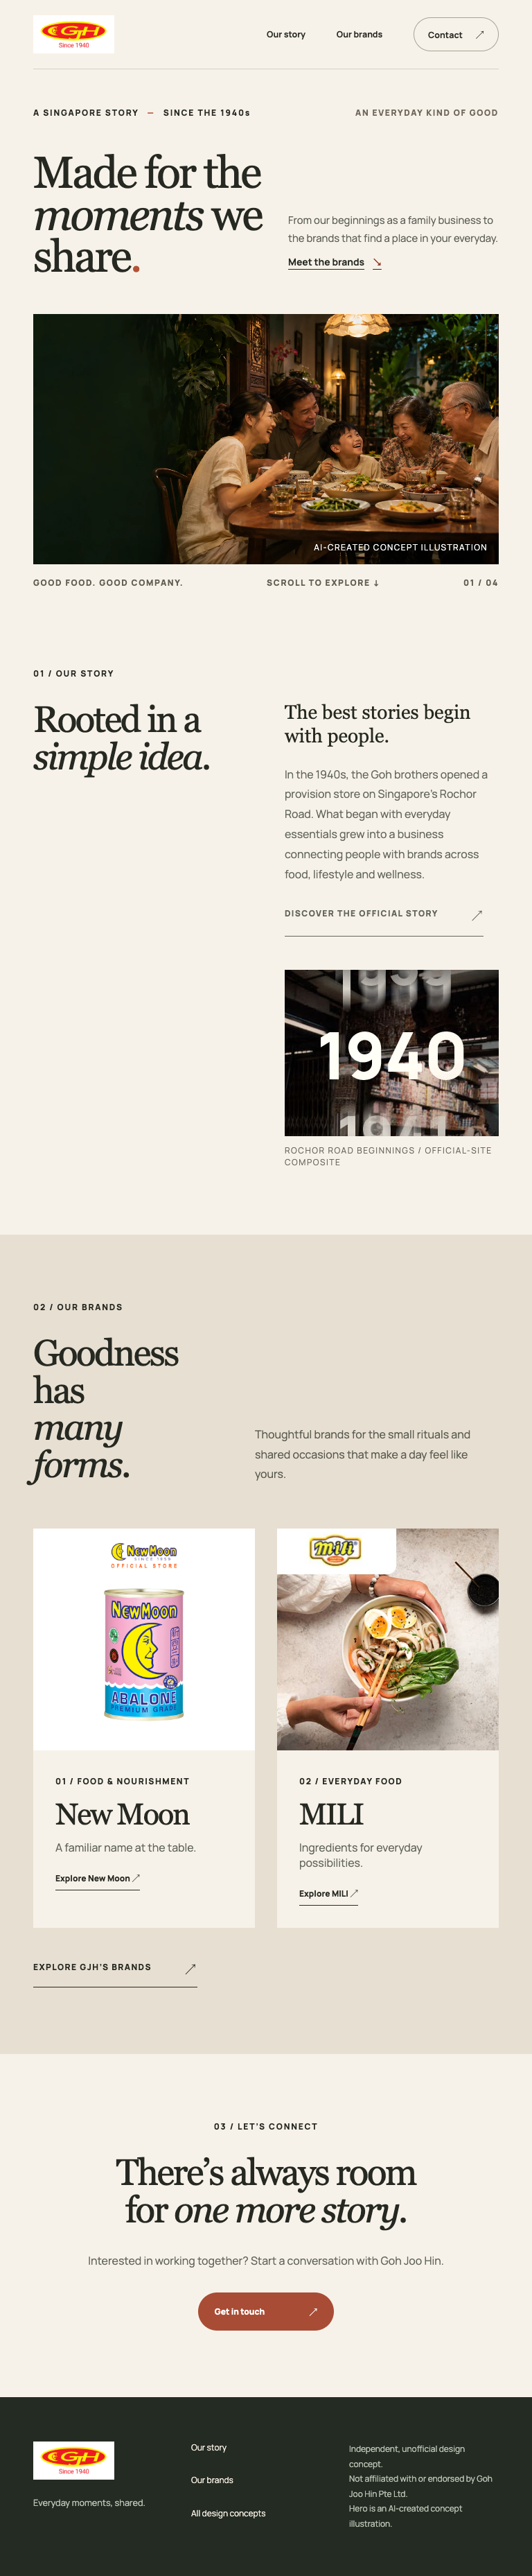 GJH
Since 1940
Our story
Our brands
Contact ↗
A SINGAPORE STORY — SINCE THE 1940s
AN EVERYDAY KIND OF GOOD
Made for the
moments we
share.
From our beginnings as a family business to
the brands that find a place in your everyday.
Meet the brands ↘
AI-CREATED CONCEPT ILLUSTRATION
GOOD FOOD. GOOD COMPANY.
SCROLL TO EXPLORE ↓
01 / 04
01 / OUR STORY
Rooted in a
simple idea.
The best stories begin
with people.
In the 1940s, the Goh brothers opened a
provision store on Singapore's Rochor
Road. What began with everyday
essentials grew into a business
connecting people with brands across
food, lifestyle and wellness.
DISCOVER THE OFFICIAL STORY ↗
1939
1940
1941
ROCHOR ROAD BEGINNINGS / OFFICIAL-SITE
COMPOSITE
02 / OUR BRANDS
Goodness
has
many
forms.
Thoughtful brands for the small rituals and
shared occasions that make a day feel like
yours.
New Moon
SINCE 1959
OFFICIAL STORE
New Moon
ABALONE
PREMIUM GRADE
mili
01 / FOOD & NOURISHMENT
New Moon
A familiar name at the table.
Explore New Moon ↗
02 / EVERYDAY FOOD
MILI
Ingredients for everyday
possibilities.
Explore MILI ↗
EXPLORE GJH'S BRANDS ↗
03 / LET'S CONNECT
There's always room
for one more story.
Interested in working together? Start a conversation with Goh Joo Hin.
Get in touch ↗
GJH
Since 1940
Everyday moments, shared.
Our story
Our brands
All design concepts
Independent, unofficial design
concept.
Not affiliated with or endorsed by Goh
Joo Hin Pte Ltd.
Hero is an AI-created concept
illustration.